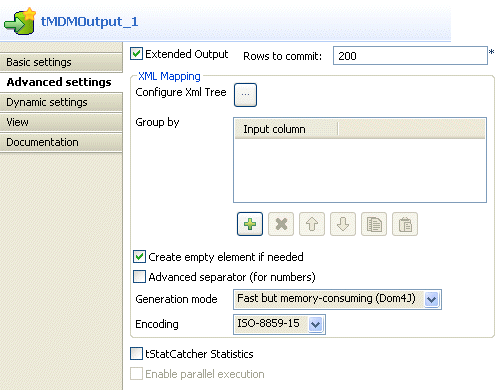 tMDMOutput_1
Basic settings
Advanced settings
Dynamic settings
View
Documentation
Extended Output Rows to commit: 200 *
XML Mapping
Configure Xml Tree ...
Group by
Input column
Create empty element if needed
Advanced separator (for numbers)
Generation mode Fast but memory-consuming (Dom4J)
Encoding ISO-8859-15
tStatCatcher Statistics
Enable parallel execution